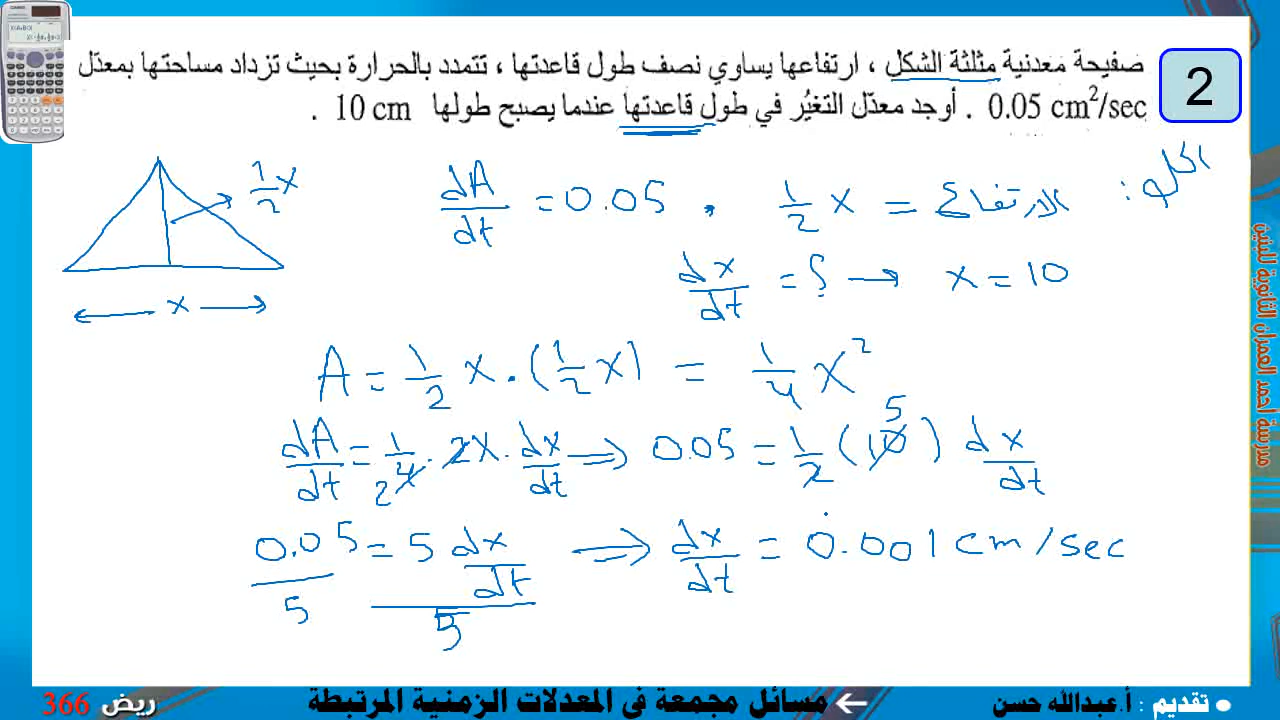 2
صفيحة معدنية مثلثة الشكل ، ارتفاعها يساوي نصف طول قاعدتها ، تتمدد بالحرارة بحيث تزداد مساحتها بمعدّل
0.05 cm²/sec . أوجد معدّل التغيُر في طول قاعدتها عندما يصبح طولها 10 cm .
الحل :
الارتفاع = 1/2 x
dA/dt = 0.05 .
1/2 x
x
dx/dt = ؟ → x = 10
A = 1/2 x . (1/2 x) = 1/4 x²
dA/dt = 1/4 2 . 2x . dx/dt ⇒ 0.05 = 1/2 (10) 5 dx/dt
0.05/5 = 5 dx/dt / 5 ⇒ dx/dt = 0.001 cm/sec
مدرسة احمد العمران الثانوية للبنين
• تقديم : أ.عبدالله حسن ← مسائل مجمعة فى المعدلات الزمنية المرتبطة ريض 366